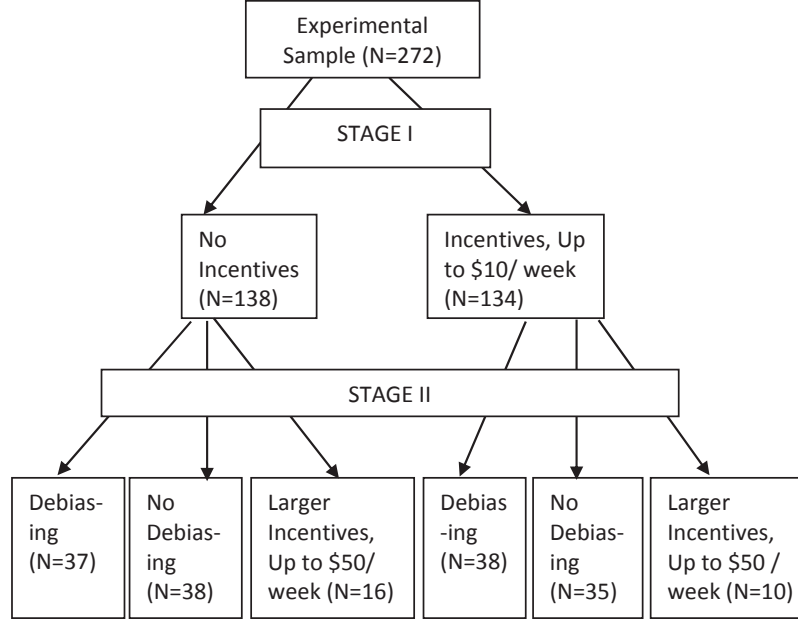 Experimental
Sample (N=272)
STAGE I
No
Incentives
(N=138)
Incentives, Up
to $10/ week
(N=134)
STAGE II
Debias-
ing
(N=37)
No
Debias-
ing
(N=38)
Larger
Incentives,
Up to $50/
week (N=16)
Debias
-ing
(N=38)
No
Debias-
ing
(N=35)
Larger
Incentives,
Up to $50 /
week (N=10)